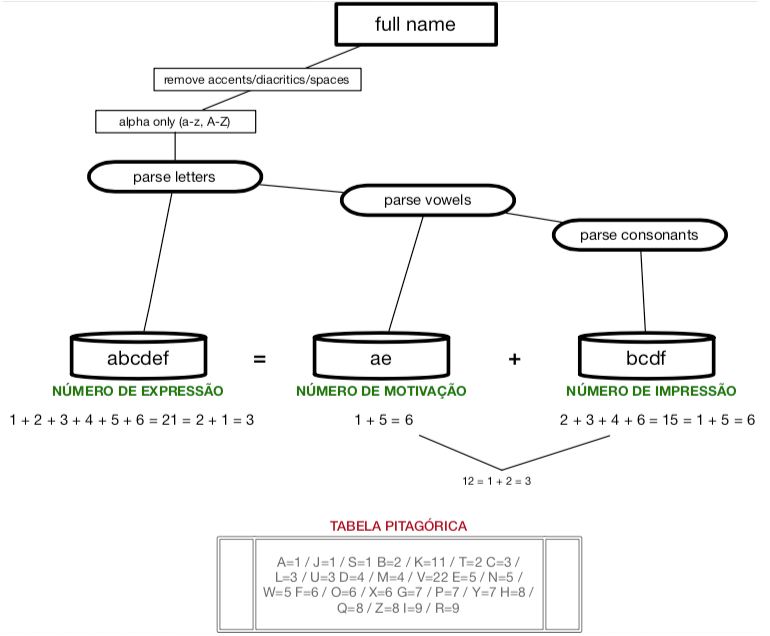 full name
remove accents/diacritics/spaces
alpha only (a-z, A-Z)
parse letters
parse vowels
parse consonants
abcdef
=
ae
+
bcdf
NÚMERO DE EXPRESSÃO
NÚMERO DE MOTIVAÇÃO
NÚMERO DE IMPRESSÃO
1 + 2 + 3 + 4 + 5 + 6 = 21 = 2 + 1 = 3
1 + 5 = 6
2 + 3 + 4 + 6 = 15 = 1 + 5 = 6
12 = 1 + 2 = 3
TABELA PITAGÓRICA
A=1 / J=1 / S=1 B=2 / K=11 / T=2 C=3 /
L=3 / U=3 D=4 / M=4 / V=22 E=5 / N=5 /
W=5 F=6 / O=6 / X=6 G=7 / P=7 / Y=7 H=8 /
Q=8 / Z=8 I=9 / R=9